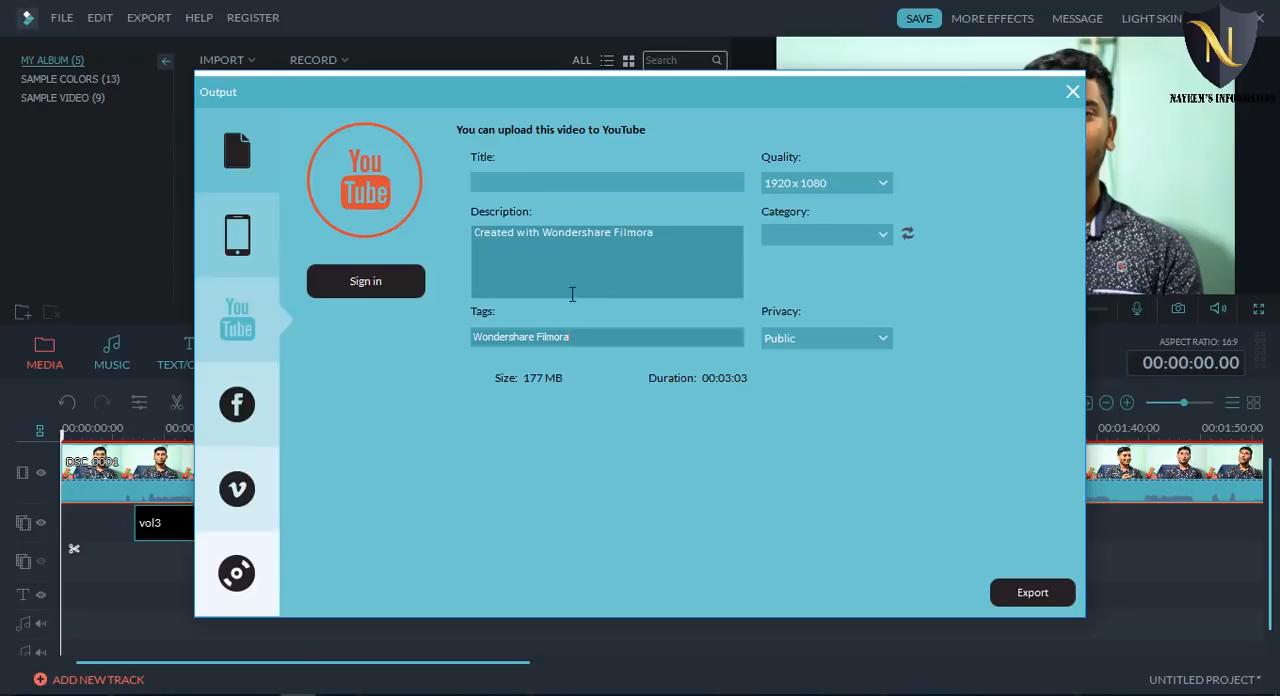 FILE EDIT EXPORT HELP REGISTER
SAVE MORE EFFECTS MESSAGE LIGHT SKIN
N
NAYEEM'S
MY ALBUM (5)
SAMPLE COLORS (13)
SAMPLE VIDEO (9)
IMPORT RECORD ALL Search
Output
You can upload this video to YouTube
You
Tube
Title:
Quality:
1920 x 1080
Description:
Category:
Created with Wondershare Filmora
Sign in
Tags:
Privacy:
Wondershare Filmora
Public
Size: 177 MB Duration: 00:03:03
You
Tube
Export
MEDIA MUSIC TEXT/C
ASPECT RATIO: 16:9
00:00:00.00
00:00:00:00 00:00 00:01:40:00 00:01:50:00
DSC_0001
vol3
ADD NEW TRACK
UNTITLED PROJECT *